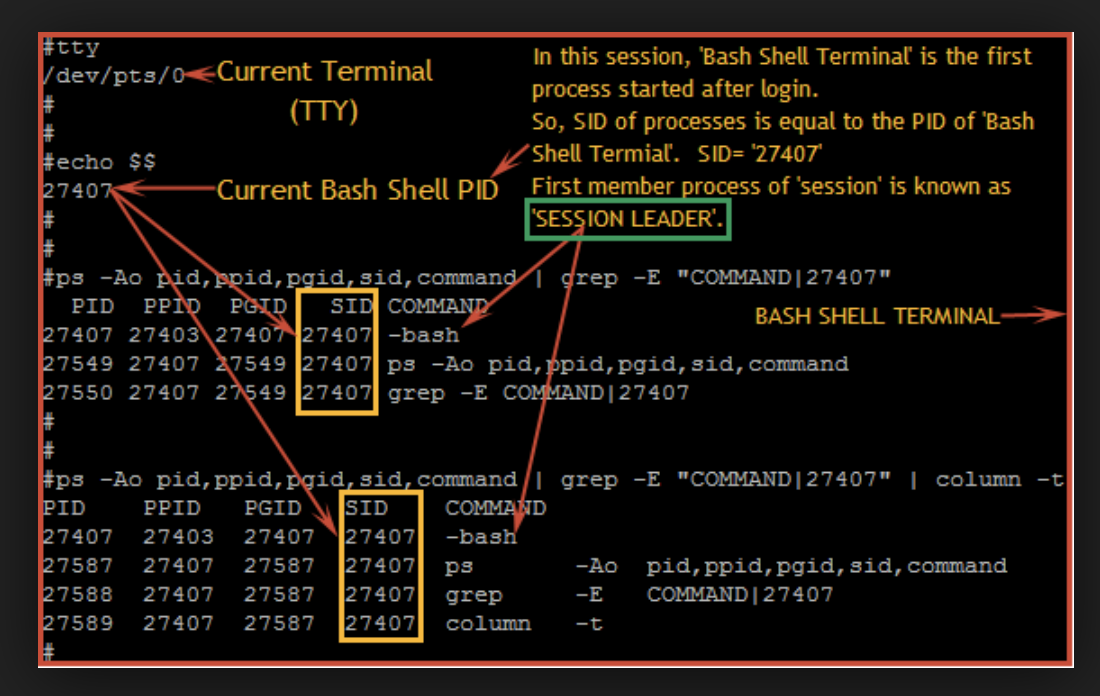 #tty
/dev/pts/0
Current Terminal
(TTY)
#
#
#echo $$
27407
Current Bash Shell PID
#
#
In this session, 'Bash Shell Terminal' is the first
process started after login.
So, SID of processes is equal to the PID of 'Bash
Shell Termial'.  SID= '27407'
First member process of 'session' is known as
'SESSION LEADER'.
#ps -Ao pid,ppid,pgid,sid,command | grep -E "COMMAND|27407"
  PID  PPID  PGID   SID COMMAND
27407 27403 27407 27407 -bash
27549 27407 27549 27407 ps -Ao pid,ppid,pgid,sid,command
27550 27407 27549 27407 grep -E COMMAND|27407
BASH SHELL TERMINAL
#
#
#ps -Ao pid,ppid,pgid,sid,command | grep -E "COMMAND|27407" | column -t
PID    PPID   PGID   SID    COMMAND
27407  27403  27407  27407  -bash
27587  27407  27587  27407  ps       -Ao  pid,ppid,pgid,sid,command
27588  27407  27587  27407  grep     -E   COMMAND|27407
27589  27407  27587  27407  column   -t
#